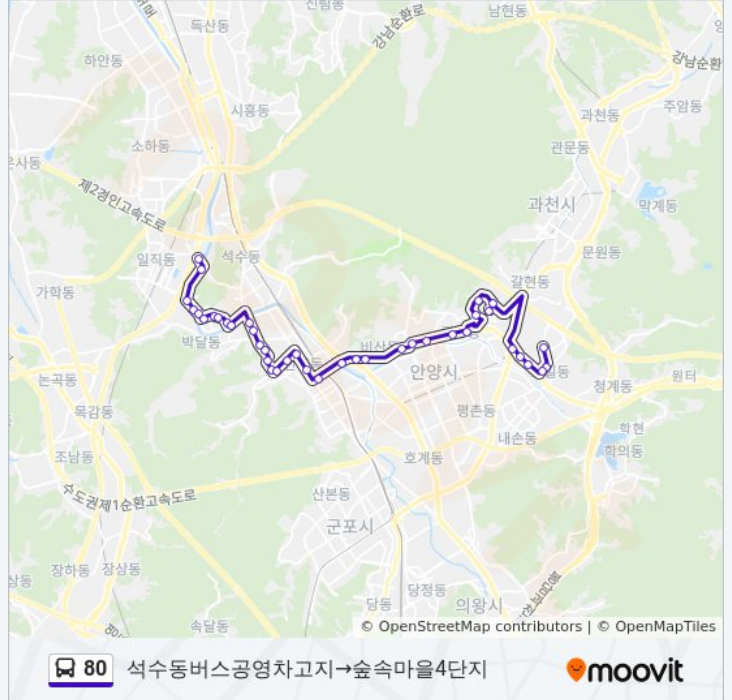 신림동
독산동
남현동
강남순환로
하안동
강남순환
시흥동
과천동
주암동
소하동
관문동
은사동
제2경인고속도로
과천시
막계동
일직동
석수동
문원동
갈현동
가학동
박달동
비산동
안양시
논곡동
청계동
원터
목감동
평촌동
학현
내손동
학의동
조남동
호계동
수도권제1순환고속도로
산본동
군포시
장하동
장상동
당정동
당동
의왕시
속달동
© OpenStreetMap contributors | © OpenMapTiles
80 석수동버스공영차고지→숲속마을4단지 moovit